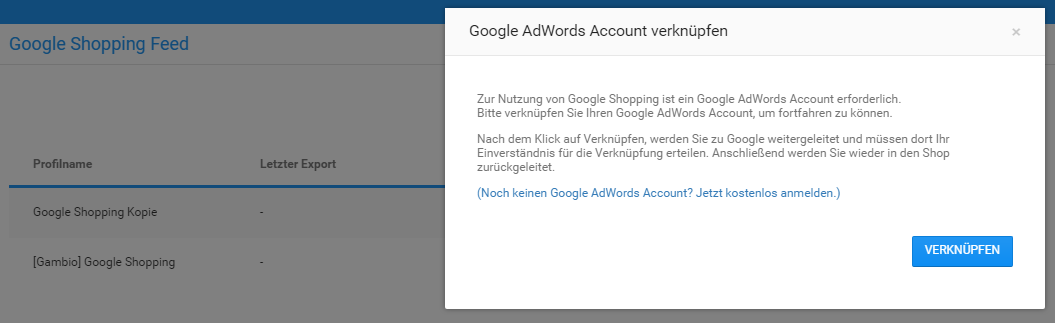 Google AdWords Account verknüpfen
×
Google Shopping Feed
Zur Nutzung von Google Shopping ist ein Google AdWords Account erforderlich.
Bitte verknüpfen Sie Ihren Google AdWords Account, um fortfahren zu können.
Nach dem Klick auf Verknüpfen, werden Sie zu Google weitergeleitet und müssen dort Ihr
Einverständnis für die Verknüpfung erteilen. Anschließend werden Sie wieder in den Shop
zurückgeleitet.
(Noch keinen Google AdWords Account? Jetzt kostenlos anmelden.)
VERKNÜPFEN
Profilname Letzter Export
Google Shopping Kopie -
[Gambio] Google Shopping -